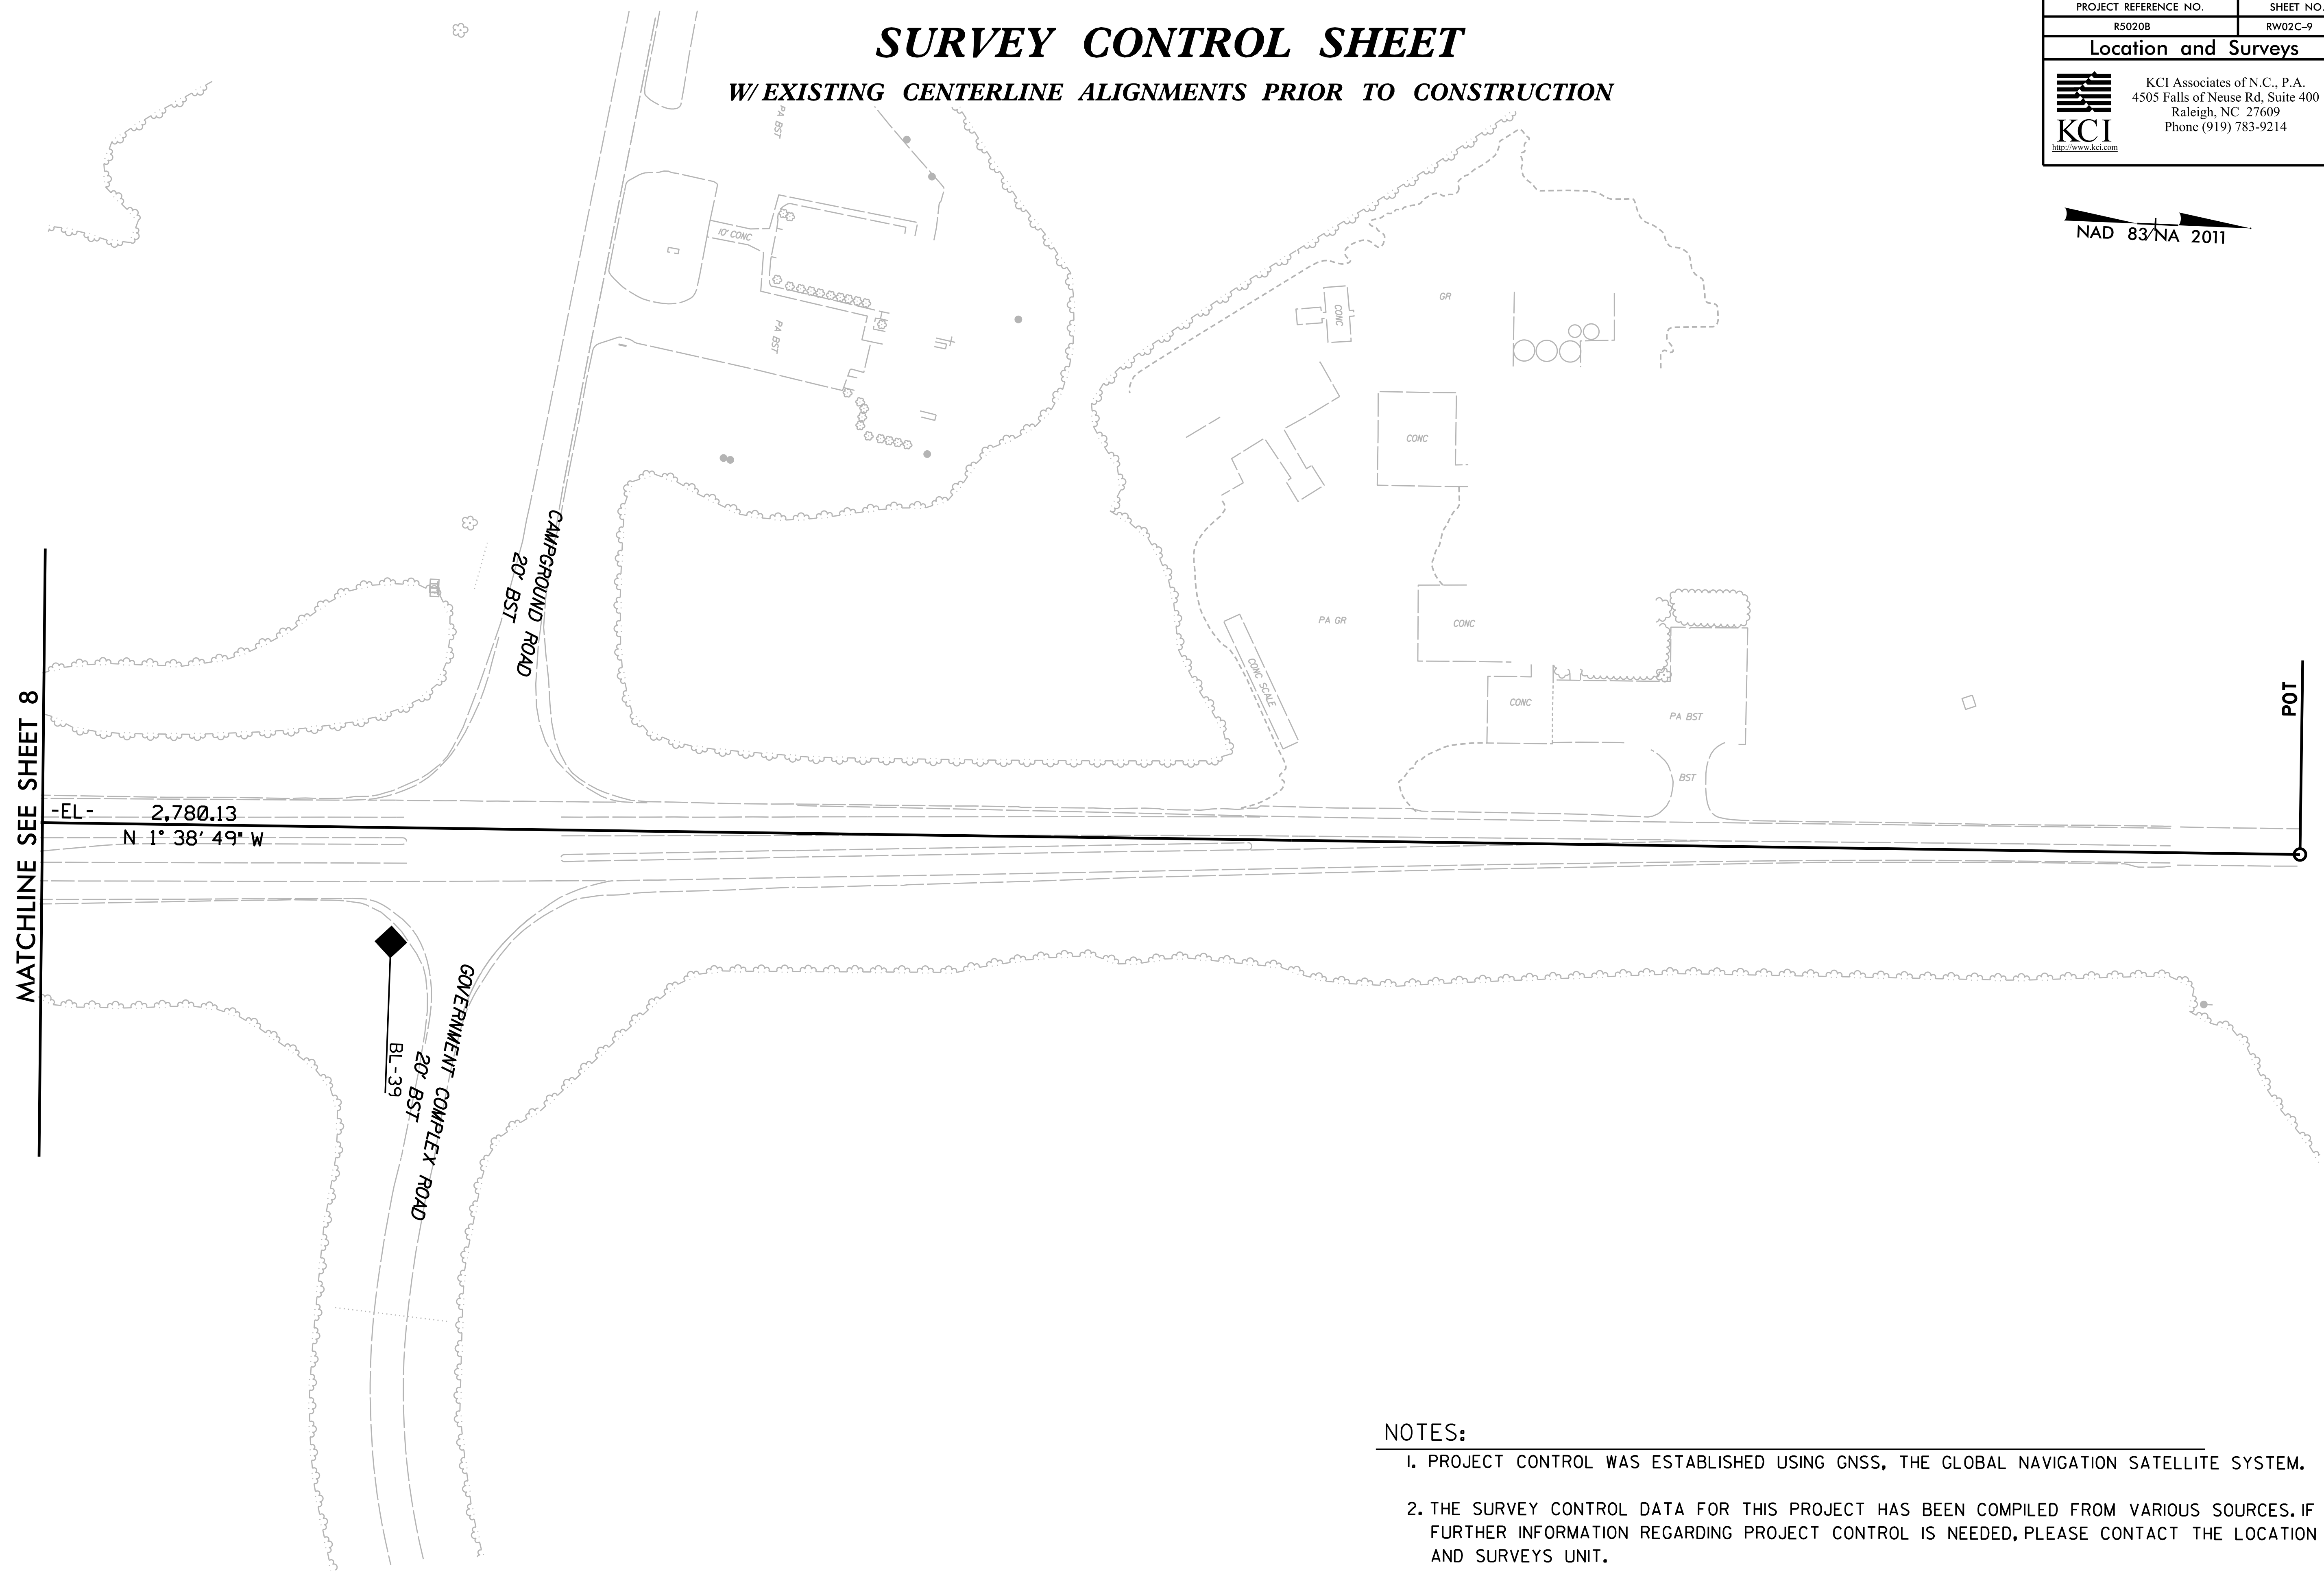 SURVEY CONTROL SHEET
W/ EXISTING CENTERLINE ALIGNMENTS PRIOR TO CONSTRUCTION
PROJECT REFERENCE NO.
SHEET NO.
R5020B
RW02C-9
Location and Surveys
KCI
http://www.kci.com
KCI Associates of N.C., P.A.
4505 Falls of Neuse Rd, Suite 400
Raleigh, NC 27609
Phone (919) 783-9214
NAD 83/NA 2011
PA BST
10' CONC
PA BST
GR
CONC
CONC
CAMPGROUND ROAD
20' BST
PA GR
CONC
CONC SCALE
CONC
PA BST
BST
POT
MATCHLINE SEE SHEET 8
-EL-
2,780.13
N 1° 38' 49" W
BL-39
GOVERNMENT COMPLEX ROAD
20' BST
NOTES:
1. PROJECT CONTROL WAS ESTABLISHED USING GNSS, THE GLOBAL NAVIGATION SATELLITE SYSTEM.
2. THE SURVEY CONTROL DATA FOR THIS PROJECT HAS BEEN COMPILED FROM VARIOUS SOURCES. IF
FURTHER INFORMATION REGARDING PROJECT CONTROL IS NEEDED, PLEASE CONTACT THE LOCATION
AND SURVEYS UNIT.